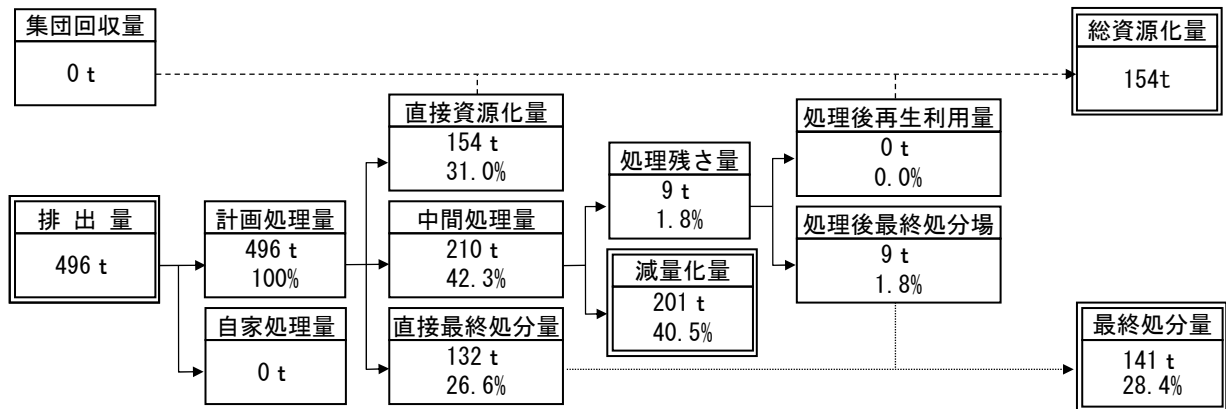 集団回収量
0 t
総資源化量
154t
直接資源化量
154 t
31.0%
処理後再生利用量
0 t
0.0%
処理残さ量
9 t
1.8%
排 出 量
496 t
計画処理量
496 t
100%
中間処理量
210 t
42.3%
処理後最終処分場
9 t
1.8%
減量化量
201 t
40.5%
自家処理量
0 t
直接最終処分量
132 t
26.6%
最終処分量
141 t
28.4%